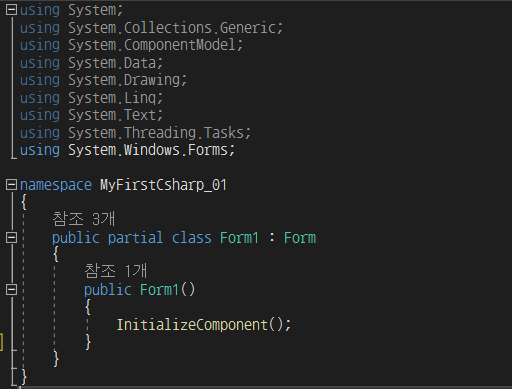 using System;
using System.Collections.Generic;
using System.ComponentModel;
using System.Data;
using System.Drawing;
using System.Linq;
using System.Text;
using System.Threading.Tasks;
using System.Windows.Forms;
namespace MyFirstCsharp_01
{
참조 3개
public partial class Form1 : Form
{
참조 1개
public Form1()
{
InitializeComponent();
}
}
}